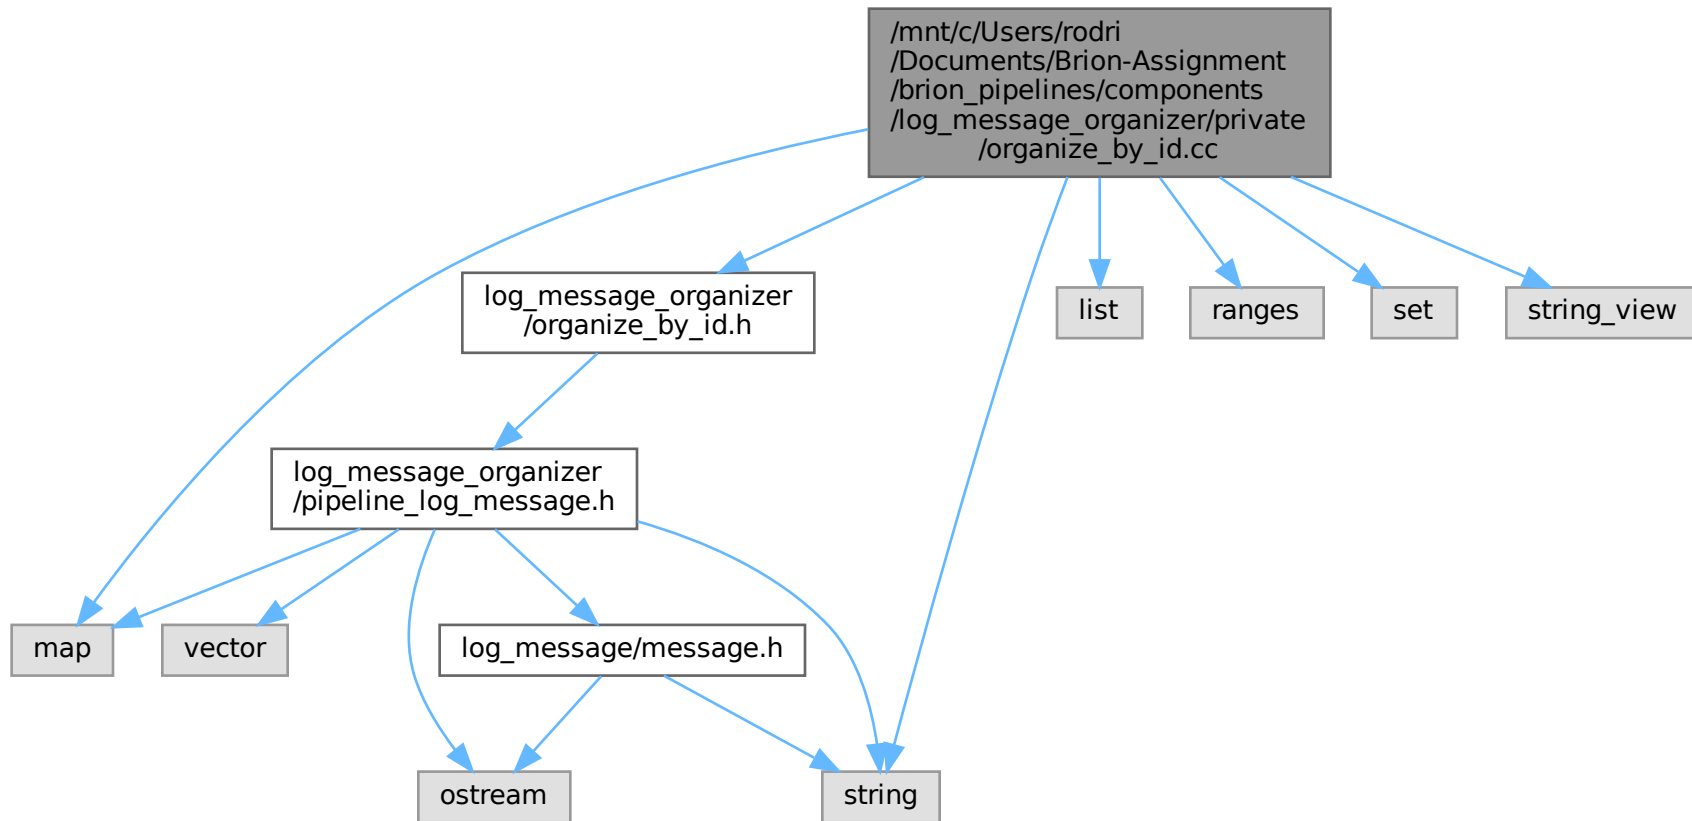 /mnt/c/Users/rodri
/Documents/Brion-Assignment
/brion_pipelines/components
/log_message_organizer/private
/organize_by_id.cc
log_message_organizer
/organize_by_id.h
list
ranges
set
string_view
log_message_organizer
/pipeline_log_message.h
map
vector
log_message/message.h
ostream
string